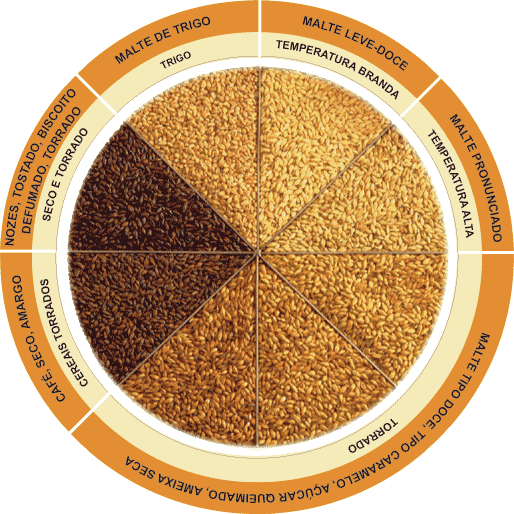 MALTE DE TRIGO
TRIGO
MALTE LEVE-DOCE
TEMPERATURA BRANDA
MALTE PRONUNCIADO
TEMPERATURA ALTA
MALTE TIPO DOCE, TIPO CARAMELO, AÇÚCAR QUEIMADO, AMEIXA SECA
TORRADO
CAFÉ, SECO, AMARGO
CEREAIS TORRADOS
NOZES, TOSTADO, BISCOITO
DEFUMADO, TORRADO
SECO E TORRADO